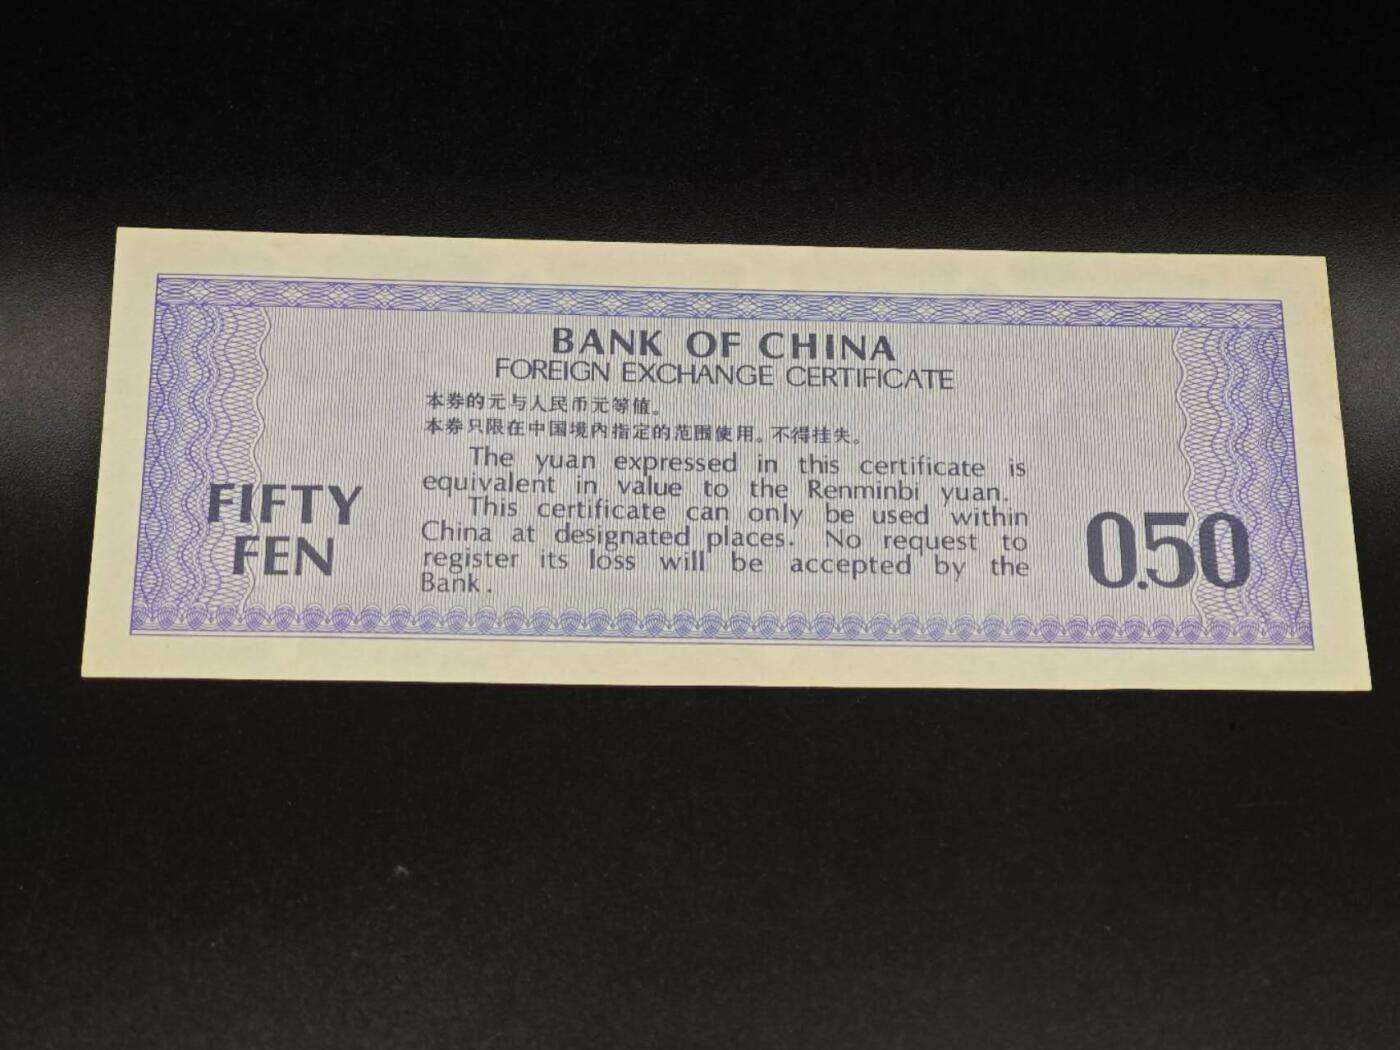 BANK OF CHINA
FOREIGN EXCHANGE CERTIFICATE
本券的元与人民币元等值。
本券只限在中国境内指定的范围使用。不得挂失。
The yuan expressed in this certificate is
equivalent in value to the Renminbi yuan.
This certificate can only be used within
China at designated places. No request to
register its loss will be accepted by the
Bank.
FIFTY
FEN
0.50